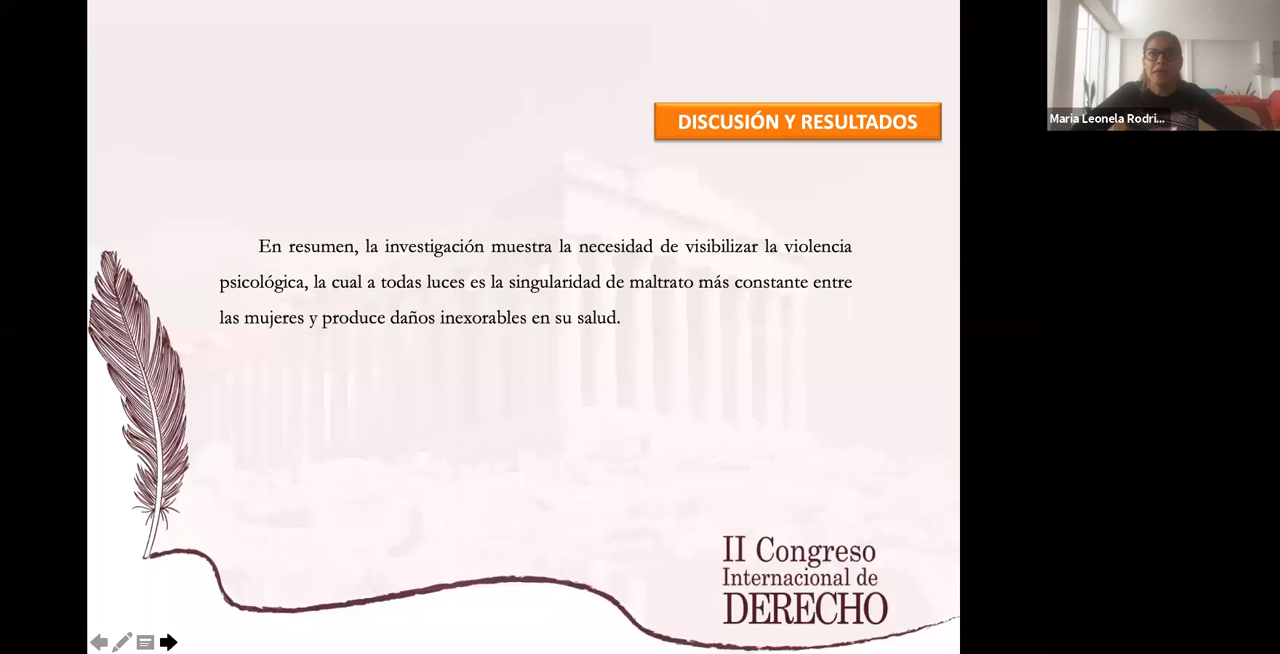 DISCUSIÓN Y RESULTADOS
Maria Leonela Rodri...
En resumen, la investigación muestra la necesidad de visibilizar la violencia
psicológica, la cual a todas luces es la singularidad de maltrato más constante entre
las mujeres y produce daños inexorables en su salud.
II Congreso
Internacional de
DERECHO